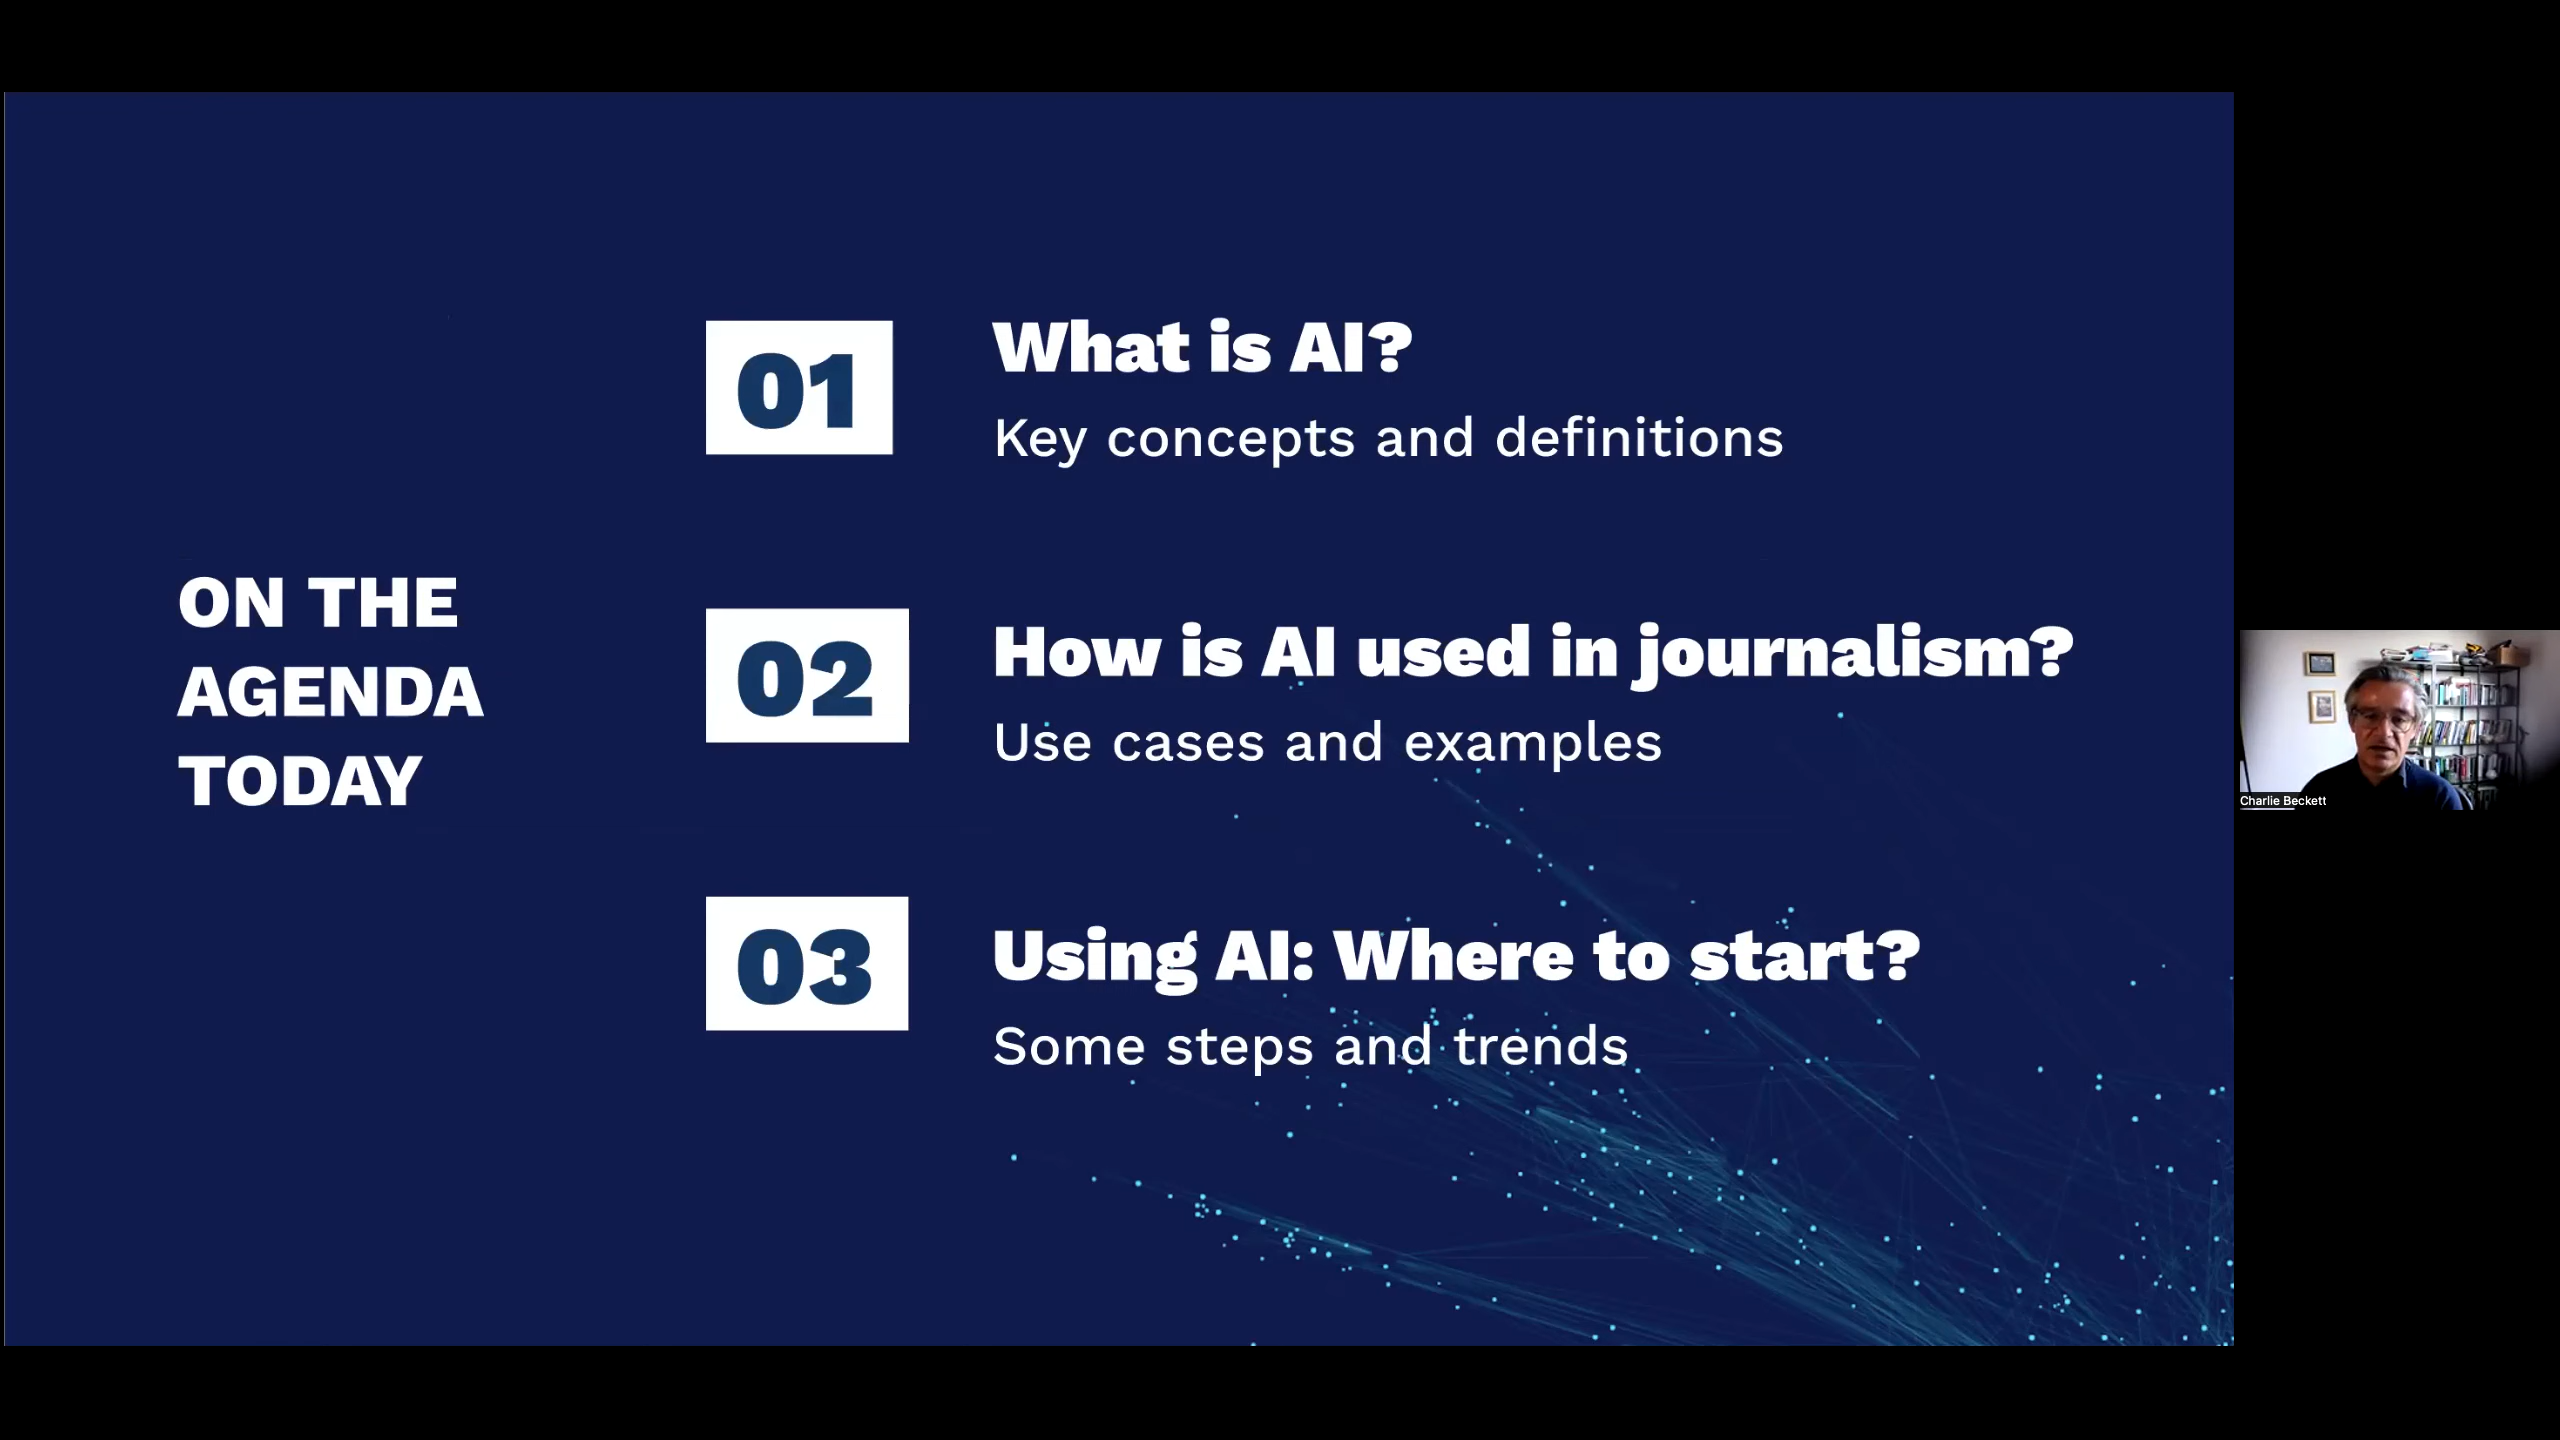 ON THE
AGENDA
TODAY
01
What is AI?
Key concepts and definitions
02
How is AI used in journalism?
Use cases and examples
03
Using AI: Where to start?
Some steps and trends
Charlie Beckett